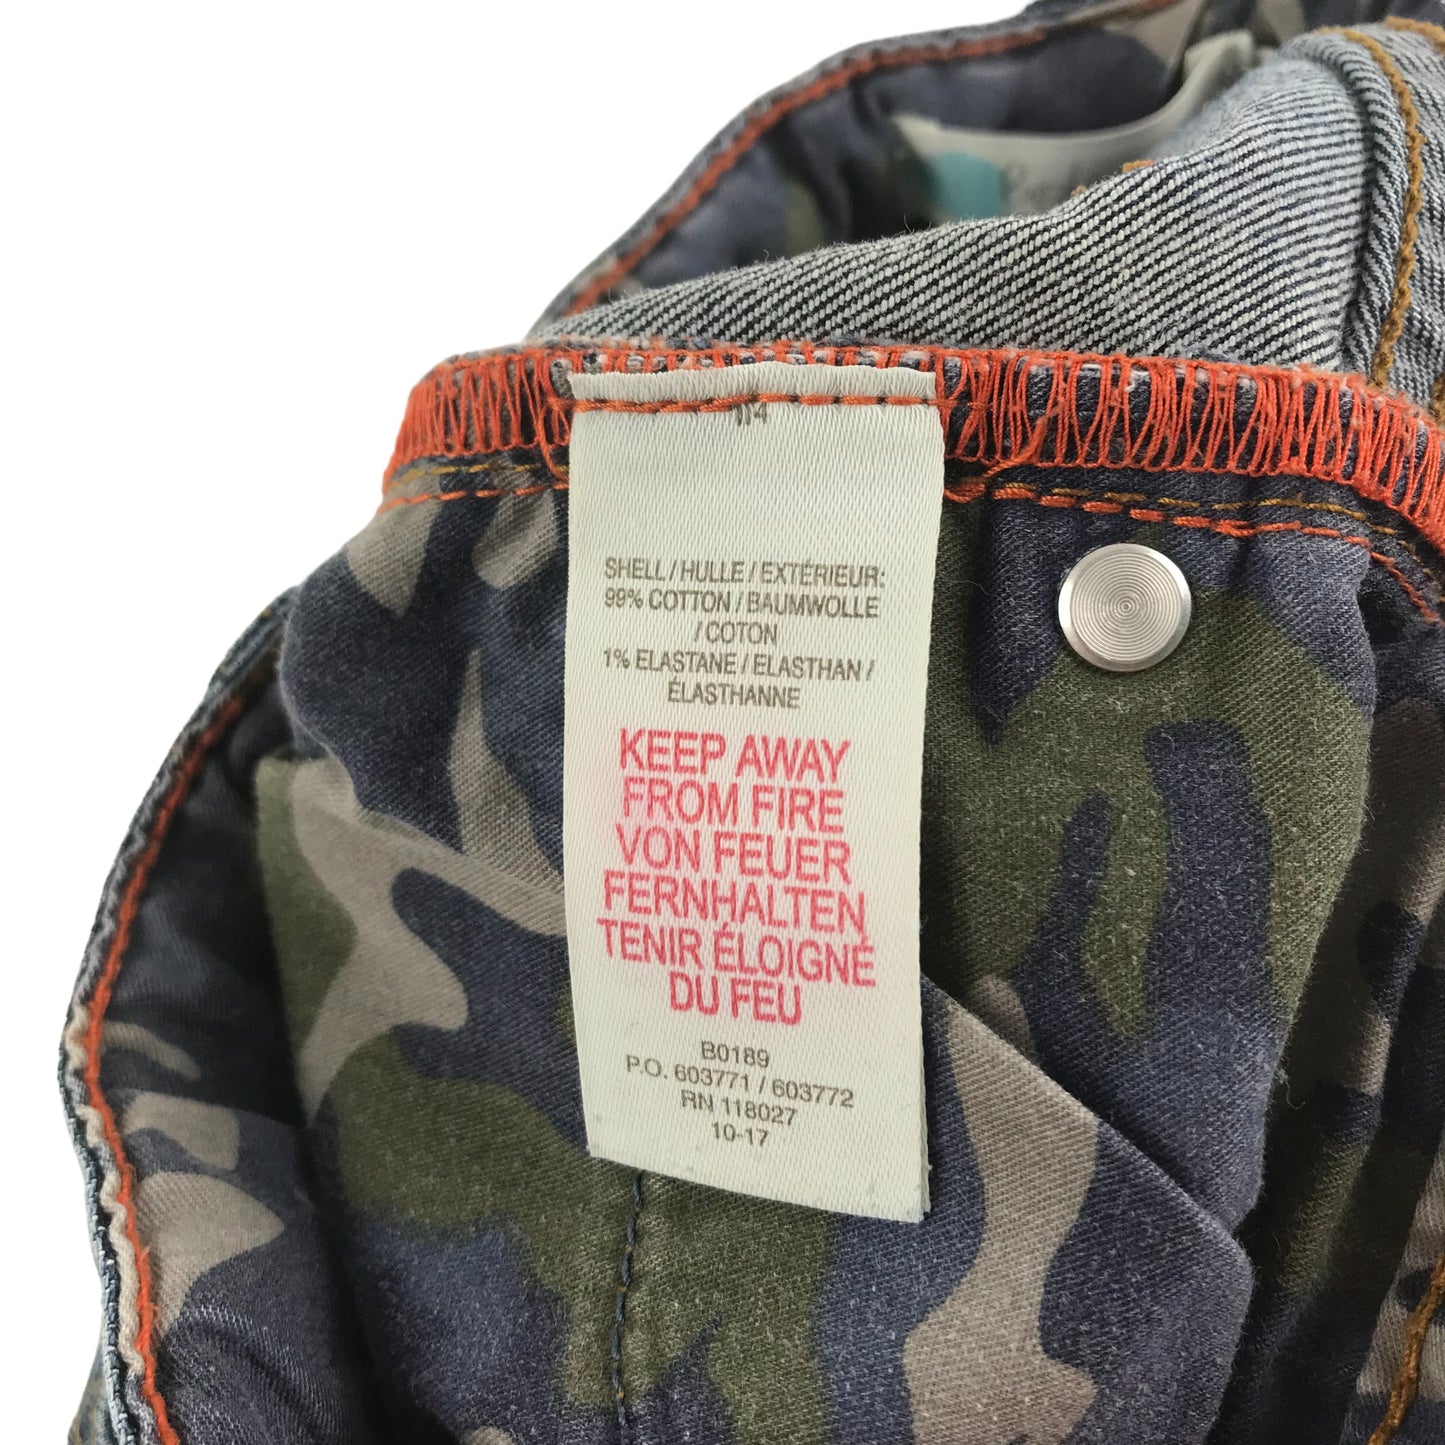 SHELL / HULLE / EXTÉRIEUR:
99% COTTON / BAUMWOLLE
/ COTON
1% ELASTANE / ELASTHAN /
ÉLASTHANNE
KEEP AWAY
FROM FIRE
VON FEUER
FERNHALTEN
TENIR ÉLOIGNÉ
DU FEU
B0189
P.O. 603771 / 603772
RN 118027
10-17